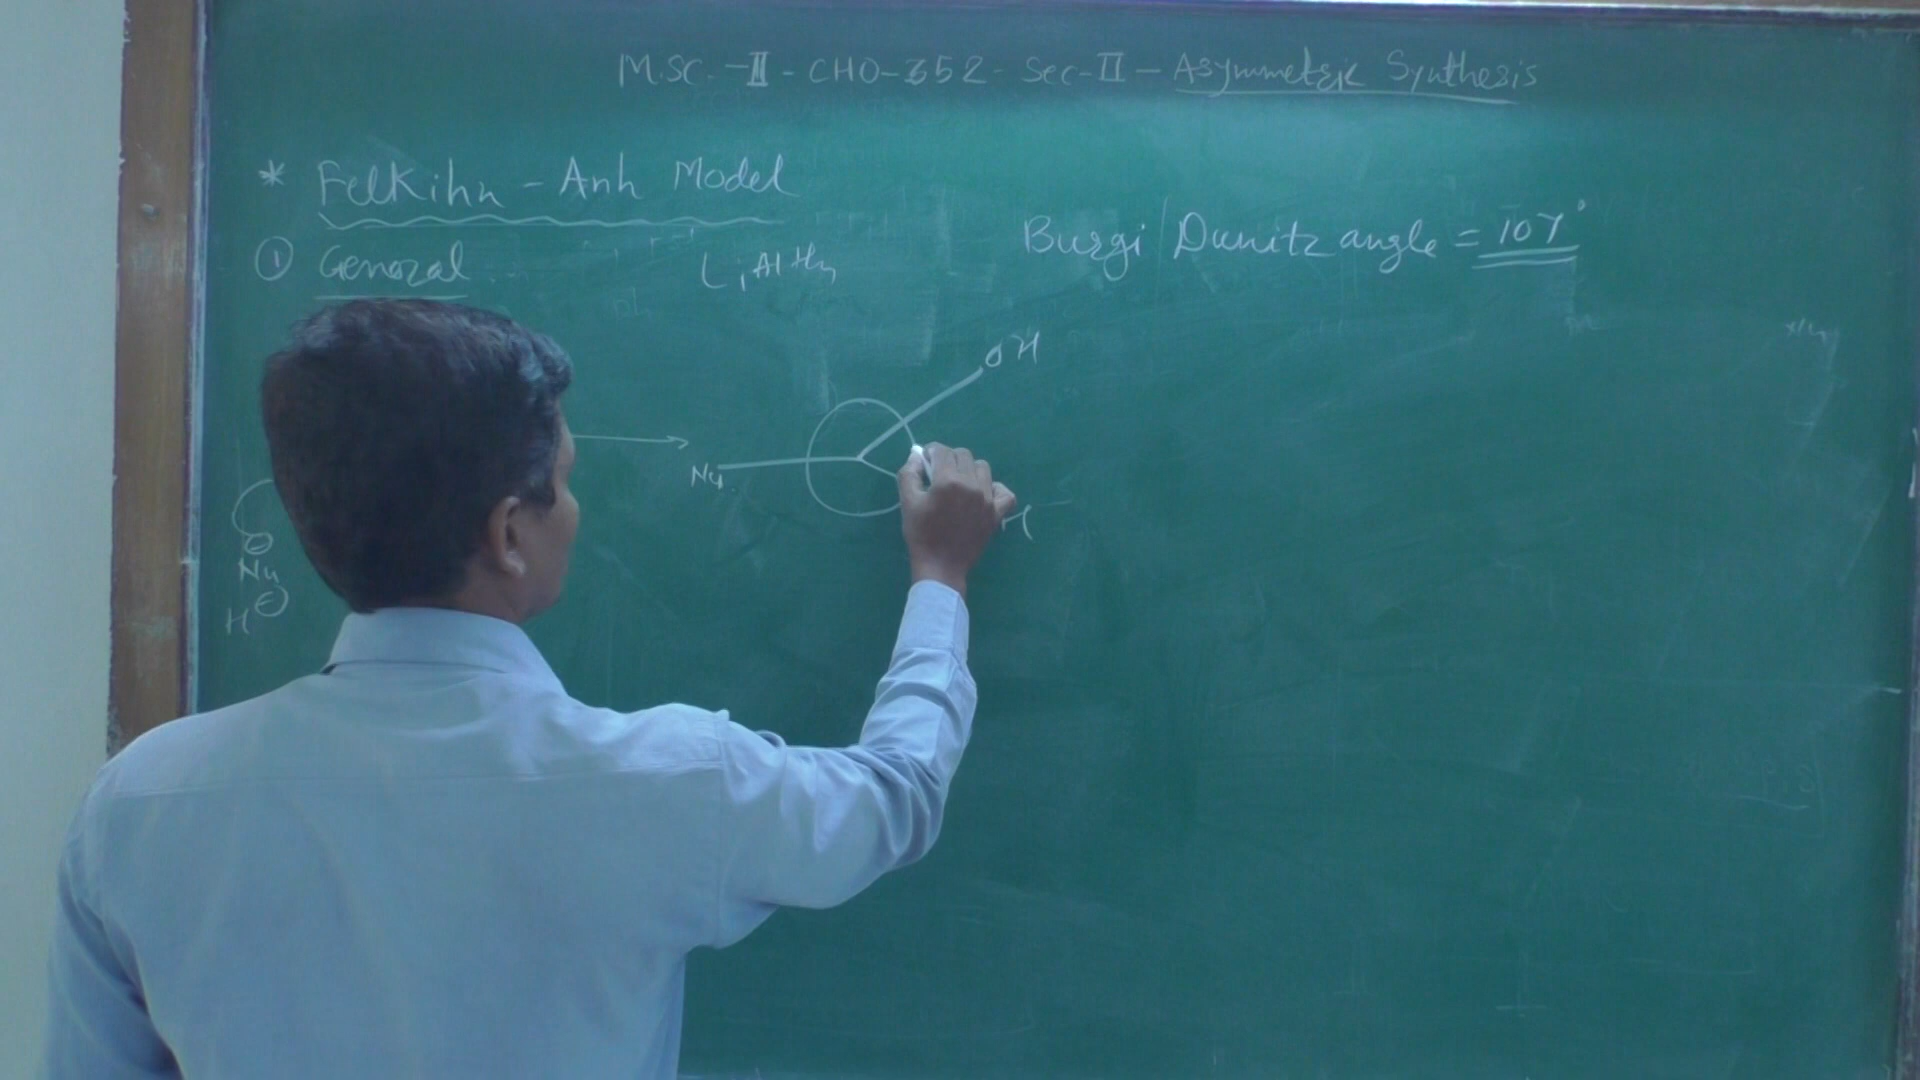 M.SC. - II - CHO - 352 - Sec - II - Asymmetric Synthesis
* Felkihn - Anh Model
Burgi / Dunitz angle = 107°
① General
LiAlH4
OH
Nu
H
⊖
Nu
H ⊖